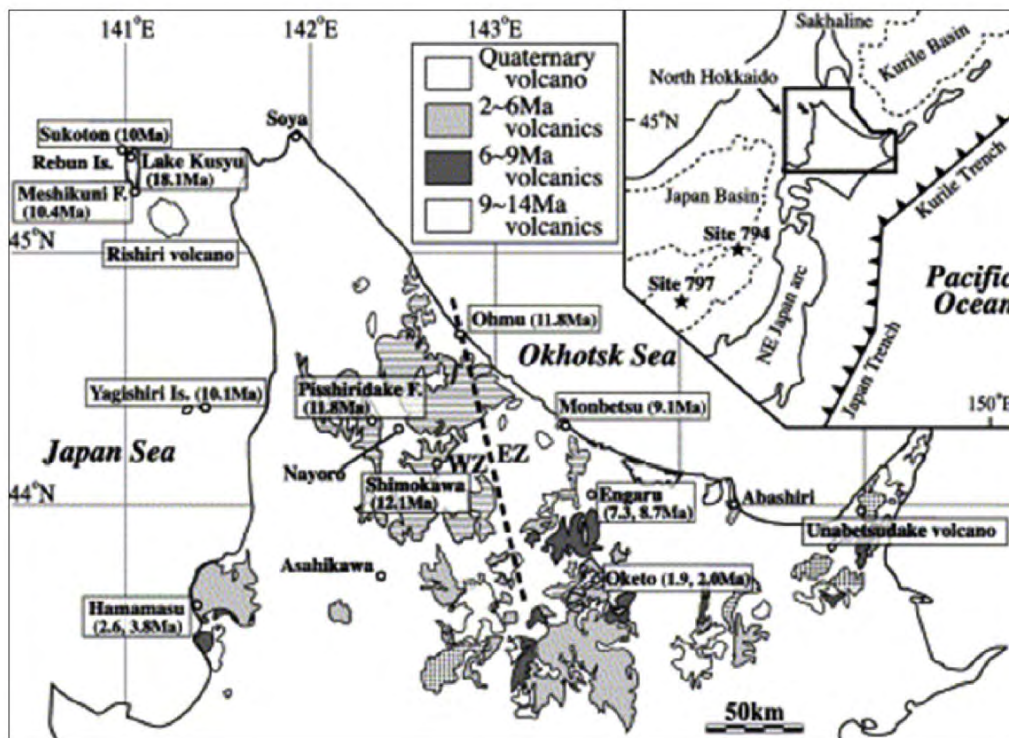 141°E
142°E
143°E
Quaternary
volcano
2~6Ma
volcanics
6~9Ma
volcanics
9~14Ma
volcanics
Sakhaline
Kurile Basin
North Hokkaido
45°N
Japan Basin
Site 794
Site 797
NE Japan arc
Kurile Trench
Japan Trench
Pacific
Ocean
150°E
Soya
Sukoton (10Ma)
Rebun Is.
Lake Kusyu
(18.1Ma)
Meshikuni F.
(10.4Ma)
45°N
Rishiri volcano
Ohmu (11.8Ma)
Okhotsk Sea
Yagishiri Is. (10.1Ma)
Pisshiridake F.
(11.8Ma)
Monbetsu (9.1Ma)
Japan Sea
Nayoro
WZ
EZ
44°N
Shimokawa
(12.1Ma)
Engaru
(7.3, 8.7Ma)
Abashiri
Unabetsudake volcano
Asahikawa
Oketo (1.9, 2.0Ma)
Hamamasu
(2.6, 3.8Ma)
50km